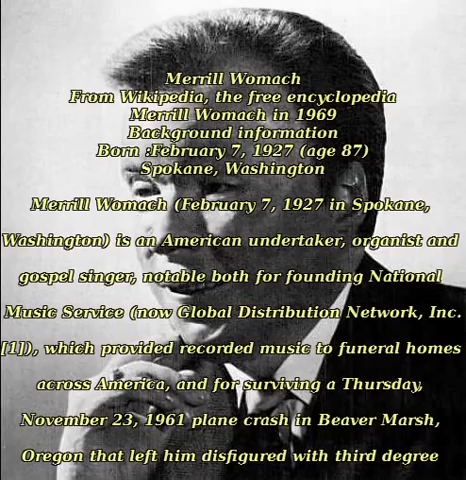 Merrill Womach
From Wikipedia, the free encyclopedia
Merrill Womach in 1969
Background information
Born :February 7, 1927 (age 87)
Spokane, Washington
Merrill Womach (February 7, 1927 in Spokane,
Washington) is an American undertaker, organist and
gospel singer, notable both for founding National
Music Service (now Global Distribution Network, Inc.
[1]), which provided recorded music to funeral homes
across America, and for surviving a Thursday,
November 23, 1961 plane crash in Beaver Marsh,
Oregon that left him disfigured with third degree